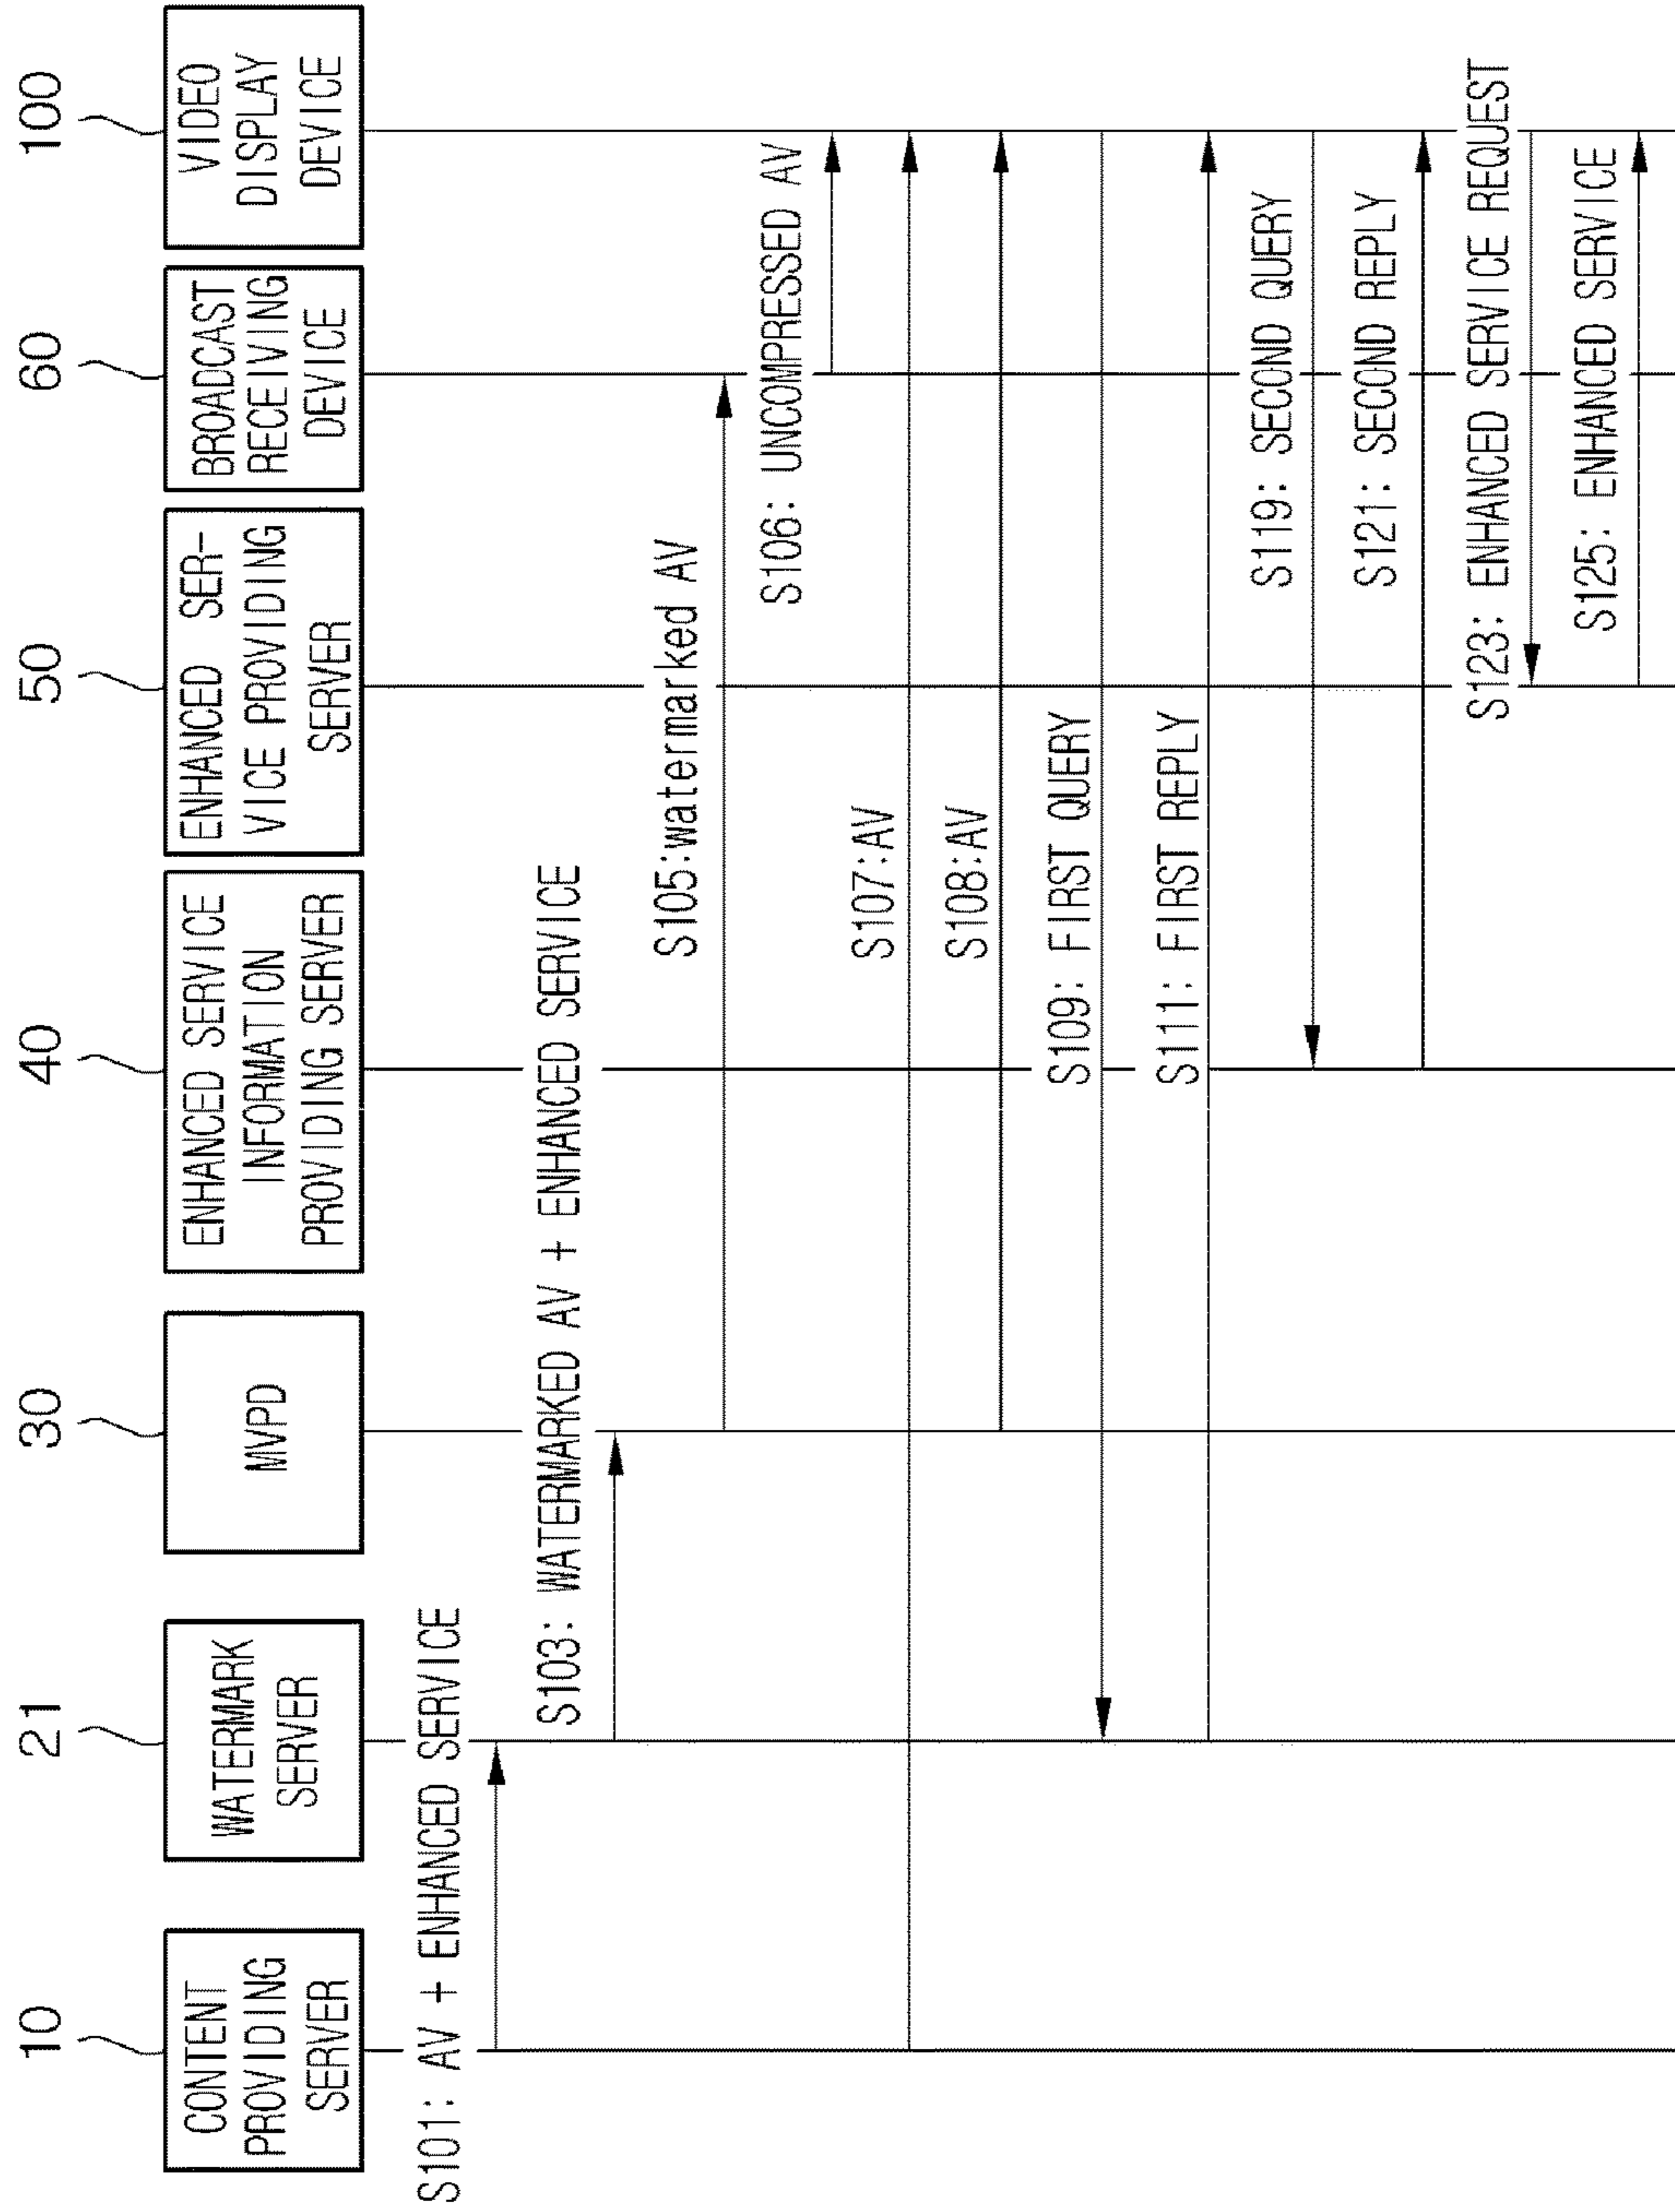 10
21
30
40
50
60
100
CONTENT
PROVIDING
SERVER
WATERMARK
SERVER
MVPD
ENHANCED SERVICE
INFORMATION
PROVIDING SERVER
ENHANCED SER-
VICE PROVIDING
SERVER
BROADCAST
RECEIVING
DEVICE
VIDEO
DISPLAY
DEVICE
S101: AV + ENHANCED SERVICE
S103: WATERMARKED AV + ENHANCED SERVICE
S105:watermarked AV
S106: UNCOMPRESSED AV
S107:AV
S108:AV
S109: FIRST QUERY
S111: FIRST REPLY
S119: SECOND QUERY
S121: SECOND REPLY
S123: ENHANCED SERVICE REQUEST
S125: ENHANCED SERVICE